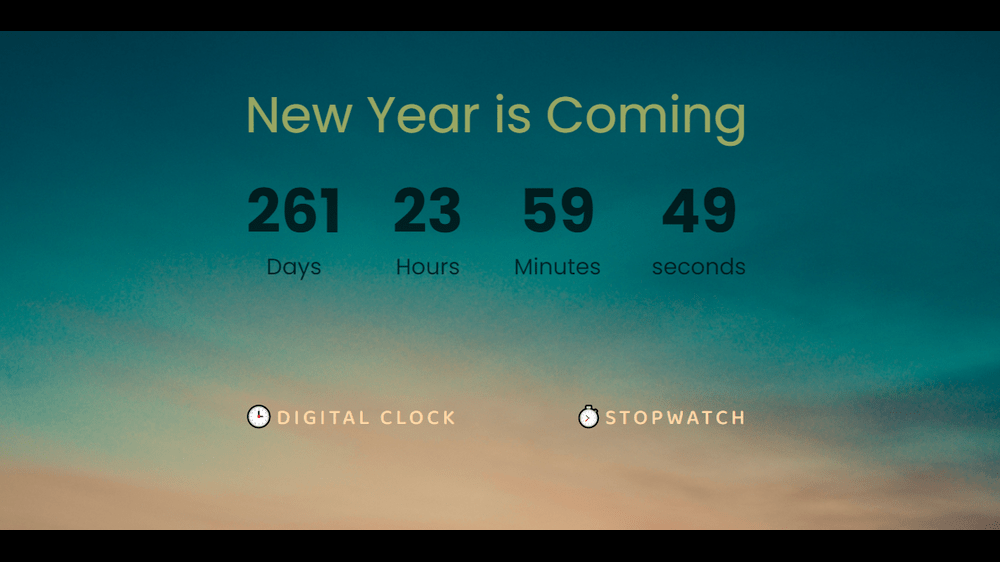 New Year is Coming
261 23 59 49
Days Hours Minutes seconds
DIGITAL CLOCK STOPWATCH